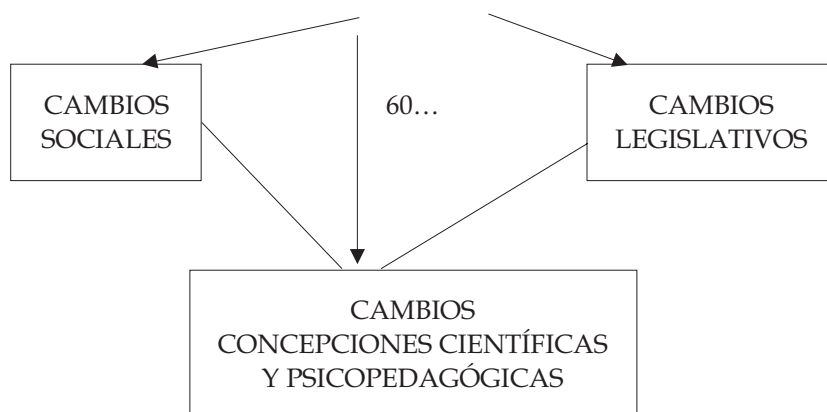 CAMBIOS
SOCIALES
60…
CAMBIOS
LEGISLATIVOS
CAMBIOS
CONCEPCIONES CIENTÍFICAS
Y PSICOPEDAGÓGICAS